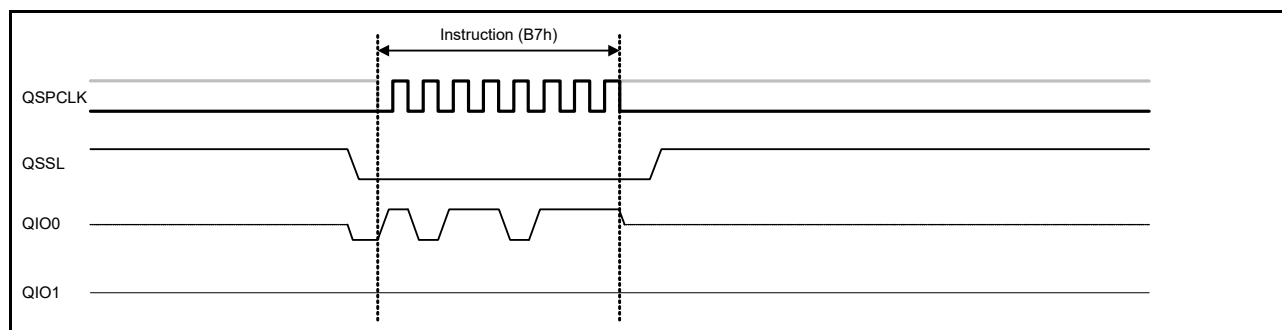 Instruction (B7h)
QSPCLK
QSSL
QIO0
QIO1